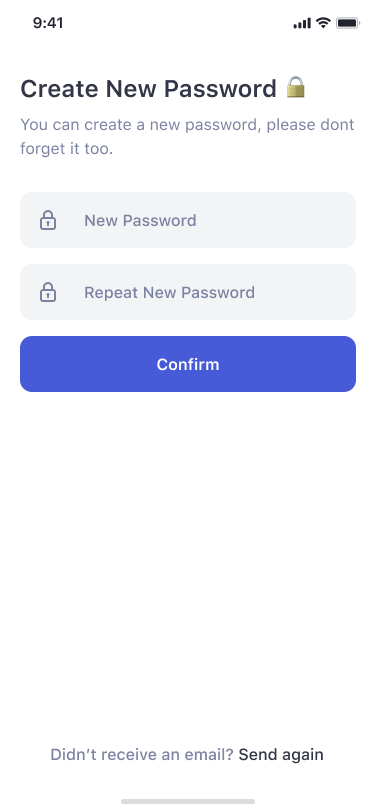 9:41
Create New Password 🔒
You can create a new password, please dont
forget it too.
New Password
Repeat New Password
Confirm
Didn’t receive an email? Send again